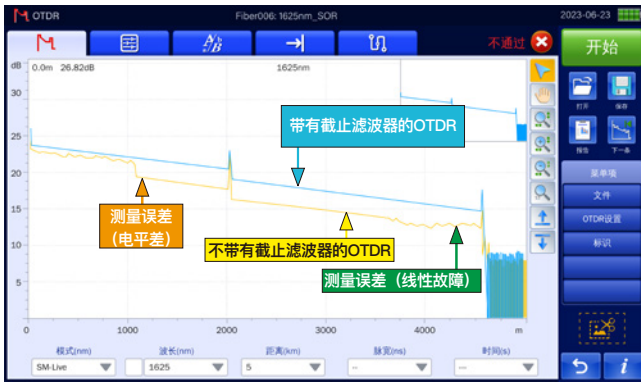 OTDR
Fiber006: 1625nm_SOR
2023-06-23
A/B
不通过
开始
dB
0.0m 26.82dB
1625nm
30
25
20
15
10
5
0
1000
2000
3000
4000
m
带有截止滤波器的OTDR
测量误差
(电平差)
不带有截止滤波器的OTDR
测量误差（线性故障）
打开
保存
报告
下一条
菜单项
文件
OTDR设置
标识
模式(nm)
波长(nm)
距离(km)
脉宽(ns)
时间(s)
SM-Live
1625
5
--
---
i